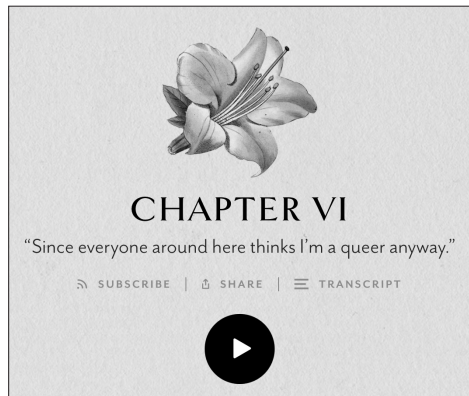 CHAPTER VI
“Since everyone around here thinks I’m a queer anyway.”
SUBSCRIBE | SHARE | TRANSCRIPT